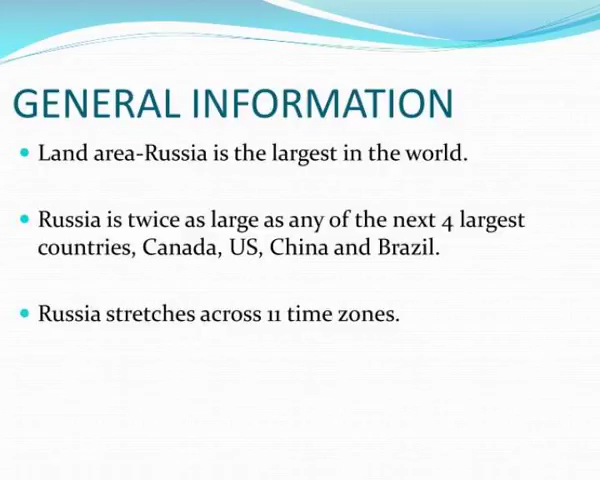 GENERAL INFORMATION
Land area-Russia is the largest in the world.
Russia is twice as large as any of the next 4 largest
countries, Canada, US, China and Brazil.
Russia stretches across 11 time zones.